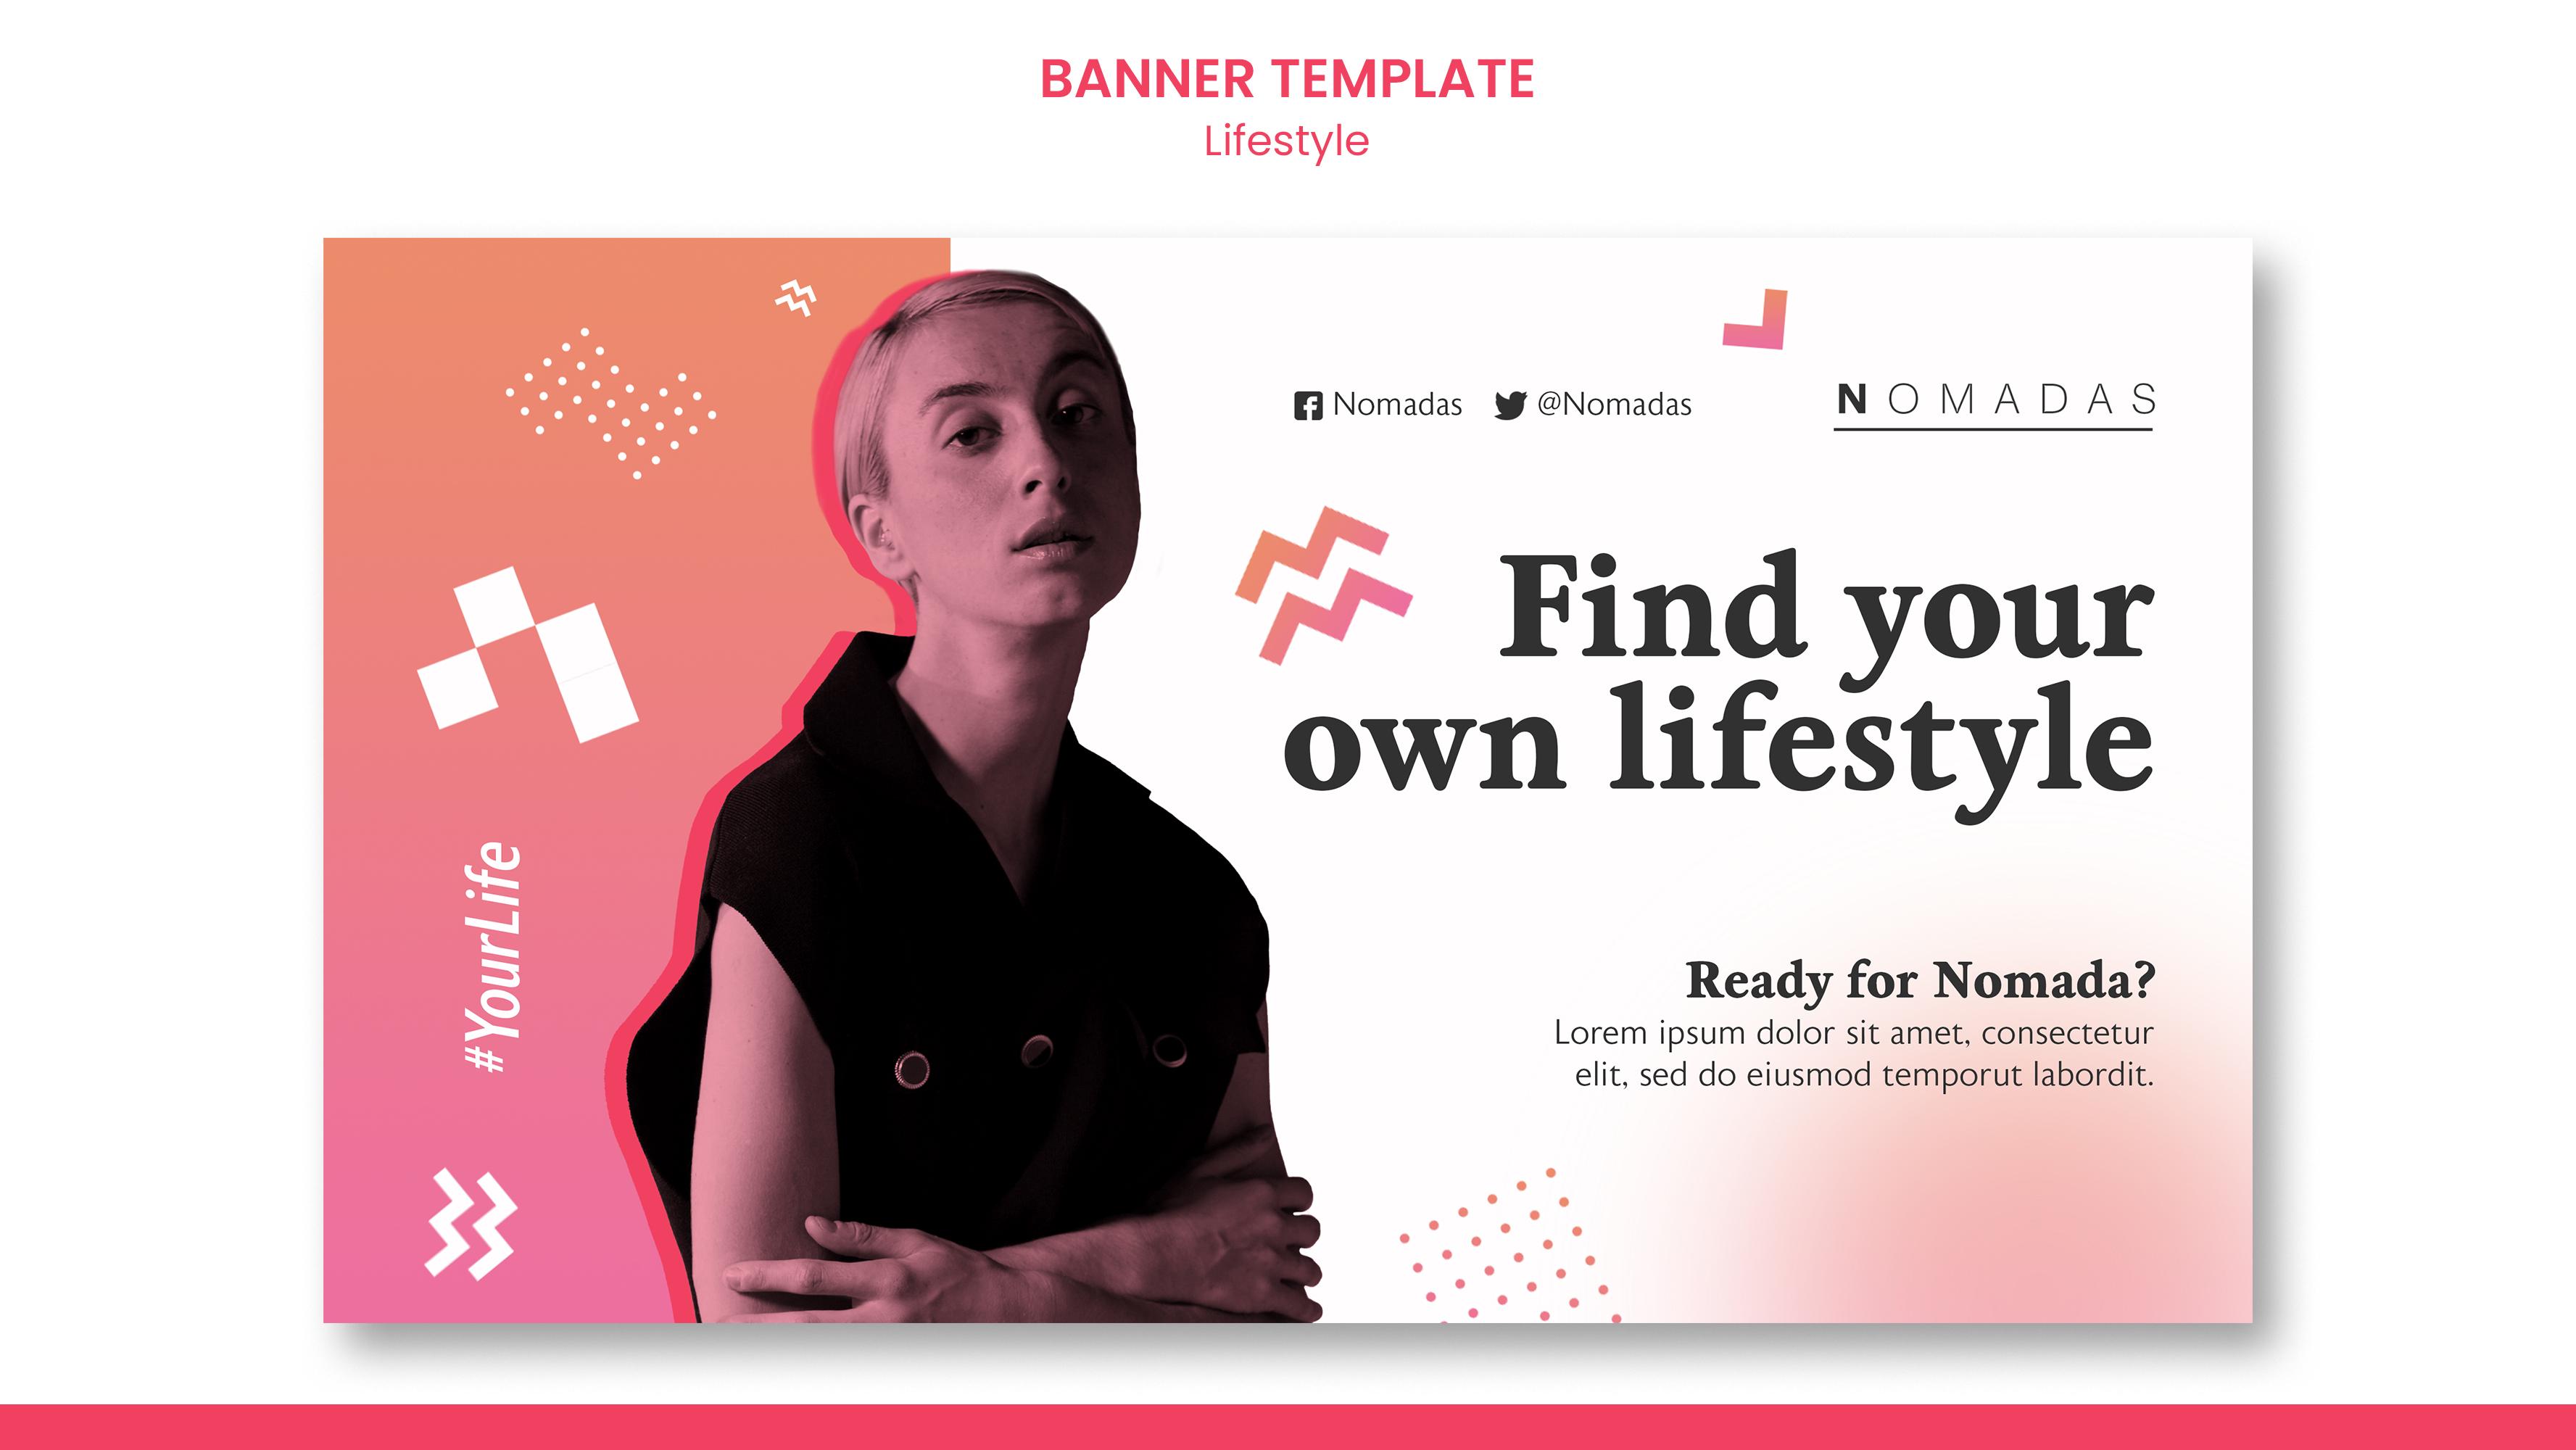 BANNER TEMPLATE
Lifestyle
Nomadas @Nomadas
NOMADAS
Find your
own lifestyle
#YourLife
Ready for Nomada?
Lorem ipsum dolor sit amet, consectetur
elit, sed do eiusmod temporut labordit.